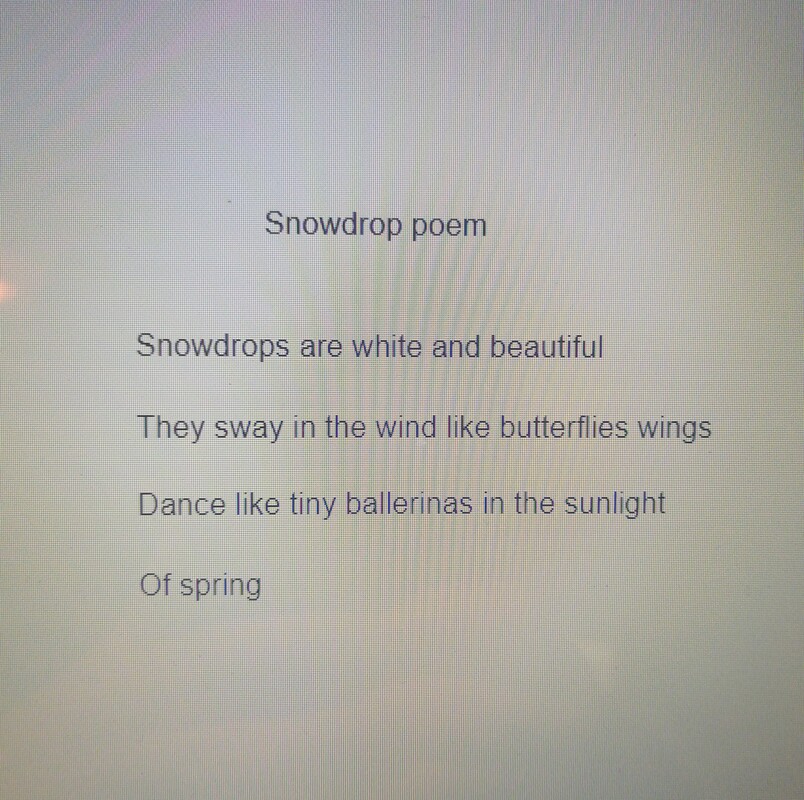 Snowdrop poem
Snowdrops are white and beautiful
They sway in the wind like butterflies wings
Dance like tiny ballerinas in the sunlight
Of spring